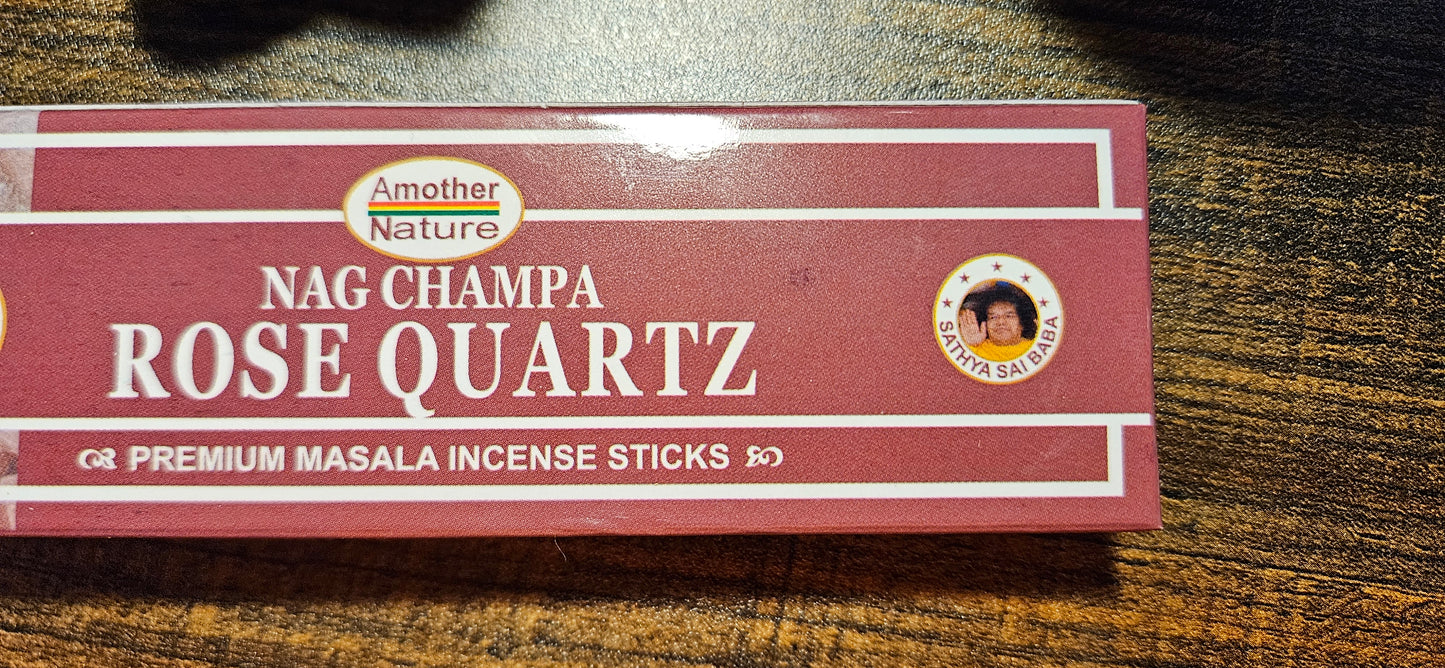 Amother
Nature
NAG CHAMPA
ROSE QUARTZ
PREMIUM MASALA INCENSE STICKS
SATHYA SAI BABA